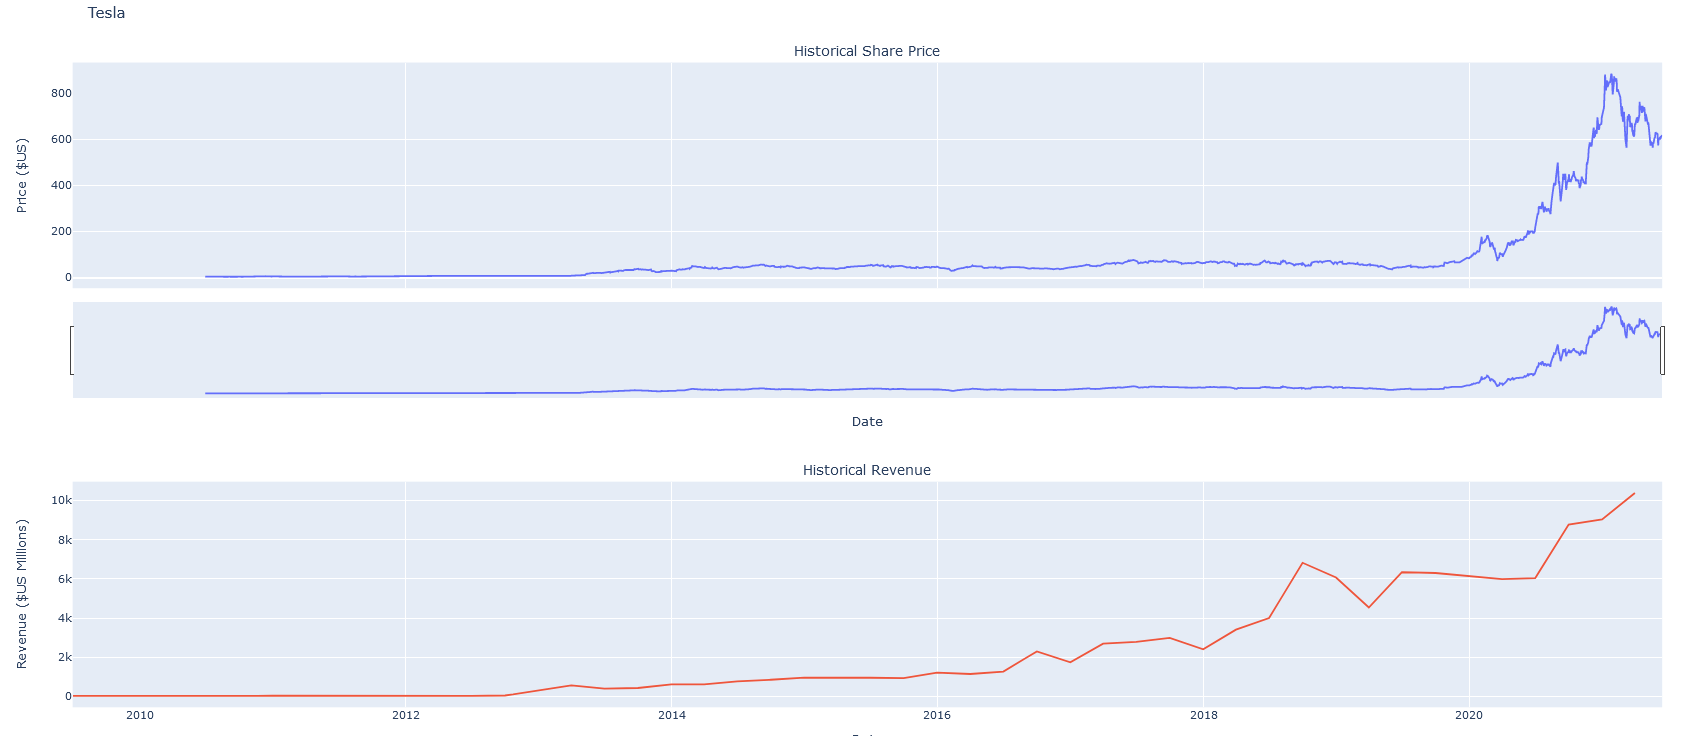 Tesla
Historical Share Price
Price ($US)
800
600
400
200
0
Date
Historical Revenue
Revenue ($US Millions)
10k
8k
6k
4k
2k
0
2010 2012 2014 2016 2018 2020